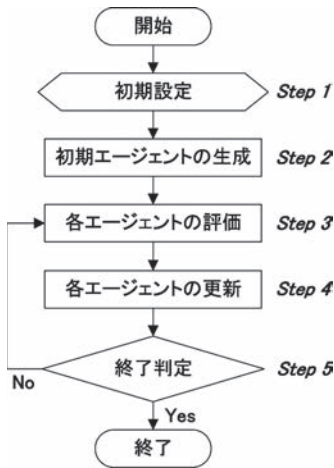 開始
初期設定 Step 1
初期エージェントの生成 Step 2
各エージェントの評価 Step 3
各エージェントの更新 Step 4
終了判定 Step 5
No
Yes
終了